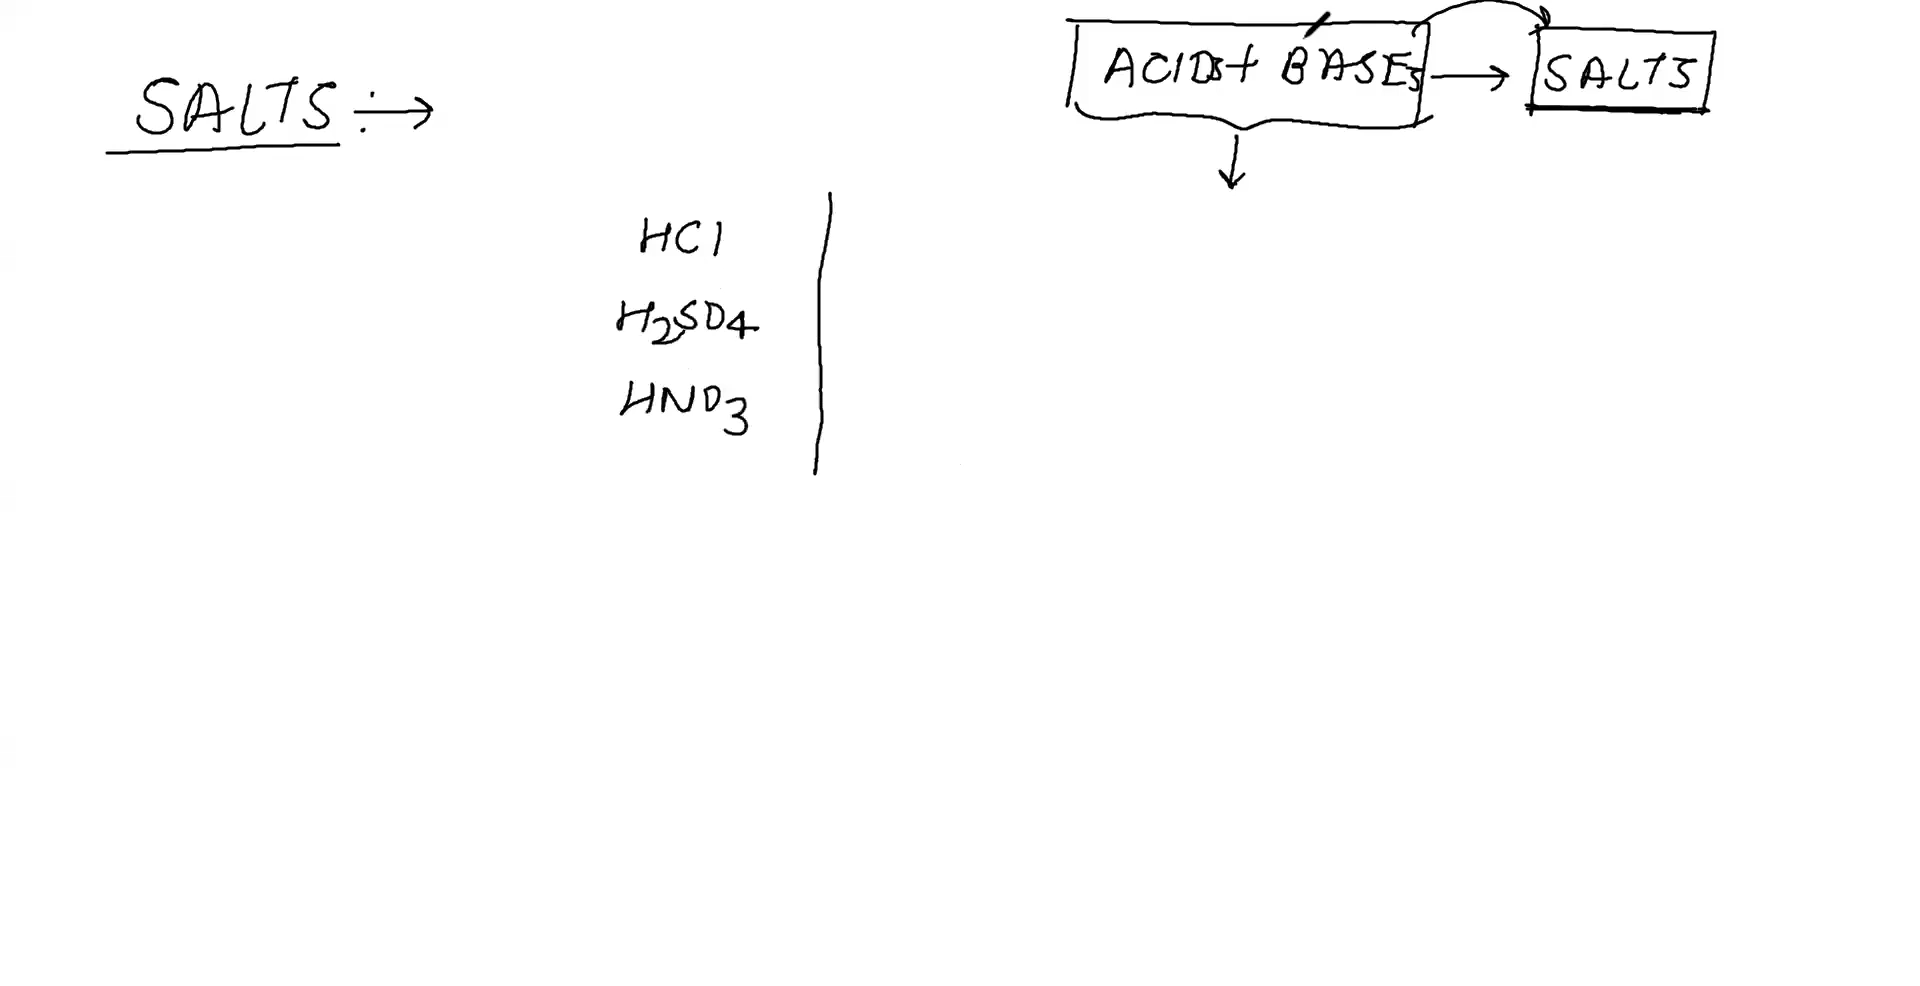 ACIDS + BASES → SALTS
SALTS :→
HCl
H2SO4
HNO3